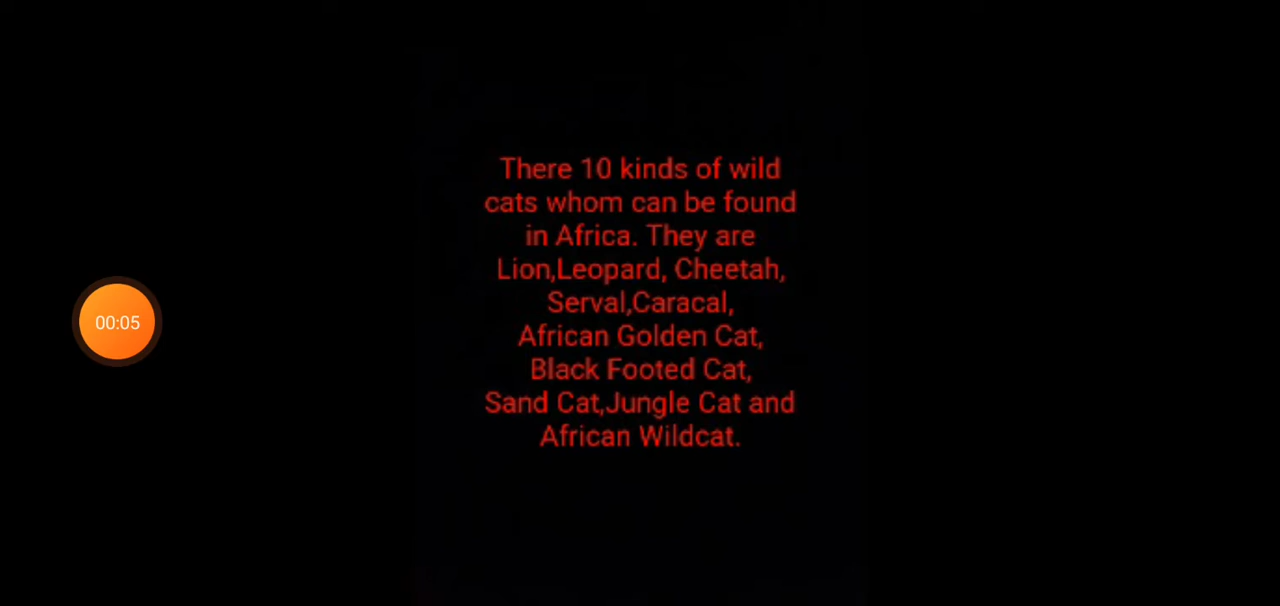 There 10 kinds of wild
cats whom can be found
in Africa. They are
Lion,Leopard, Cheetah,
Serval,Caracal,
African Golden Cat,
Black Footed Cat,
Sand Cat,Jungle Cat and
African Wildcat.
00:05